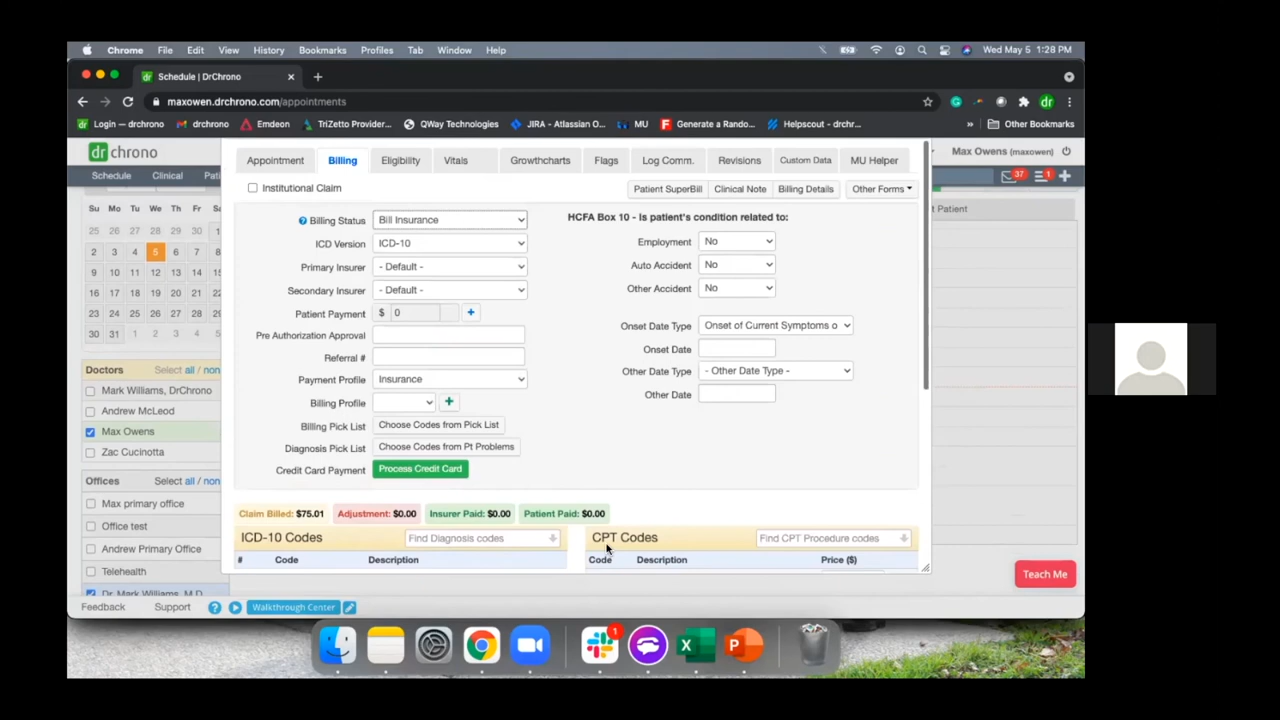 Chrome File Edit View History Bookmarks Profiles Tab Window Help Wed May 5 1:28 PM
dr Schedule | DrChrono
maxowen.drchrono.com/appointments dr
dr Login — drchrono drchrono Emdeon TriZetto Provider... QWay Technologies JIRA - Atlassian O... MU Generate a Rando... Helpscout - drchr... » Other Bookmarks
dr chrono Max Owens (maxowen)
Appointment Billing Eligibility Vitals Growthcharts Flags Log Comm. Revisions Custom Data MU Helper
Schedule Clinical Pati 37 1
Institutional Claim Patient SuperBill Clinical Note Billing Details Other Forms
Su Mo Tu We Th Fr Sa t Patient
25 26 27 28 29 30
2 3 4 5 6 7
9 10 11 12 13 14
16 17 18 19 20 21
23 24 25 26 27 28
30 31 1 2 3 4
Billing Status Bill Insurance
ICD Version ICD-10
Primary Insurer - Default -
Secondary Insurer - Default -
Patient Payment $ 0
Pre Authorization Approval
Referral #
Payment Profile Insurance
Billing Profile
Billing Pick List Choose Codes from Pick List
Diagnosis Pick List Choose Codes from Pt Problems
Credit Card Payment Process Credit Card
HCFA Box 10 - Is patient's condition related to:
Employment No
Auto Accident No
Other Accident No
Onset Date Type Onset of Current Symptoms o
Onset Date
Other Date Type - Other Date Type -
Other Date
Doctors Select all / non
Mark Williams, DrChrono
Andrew McLeod
Max Owens
Zac Cucinotta
Offices Select all / non
Max primary office
Office test
Andrew Primary Office
Telehealth
Dr. Mark Williams, M.D.
Claim Billed: $75.01 Adjustment: $0.00 Insurer Paid: $0.00 Patient Paid: $0.00
ICD-10 Codes Find Diagnosis codes CPT Codes Find CPT Procedure codes
# Code Description Code Description Price ($)
Teach Me
Feedback Support ? Walkthrough Center
1 X P